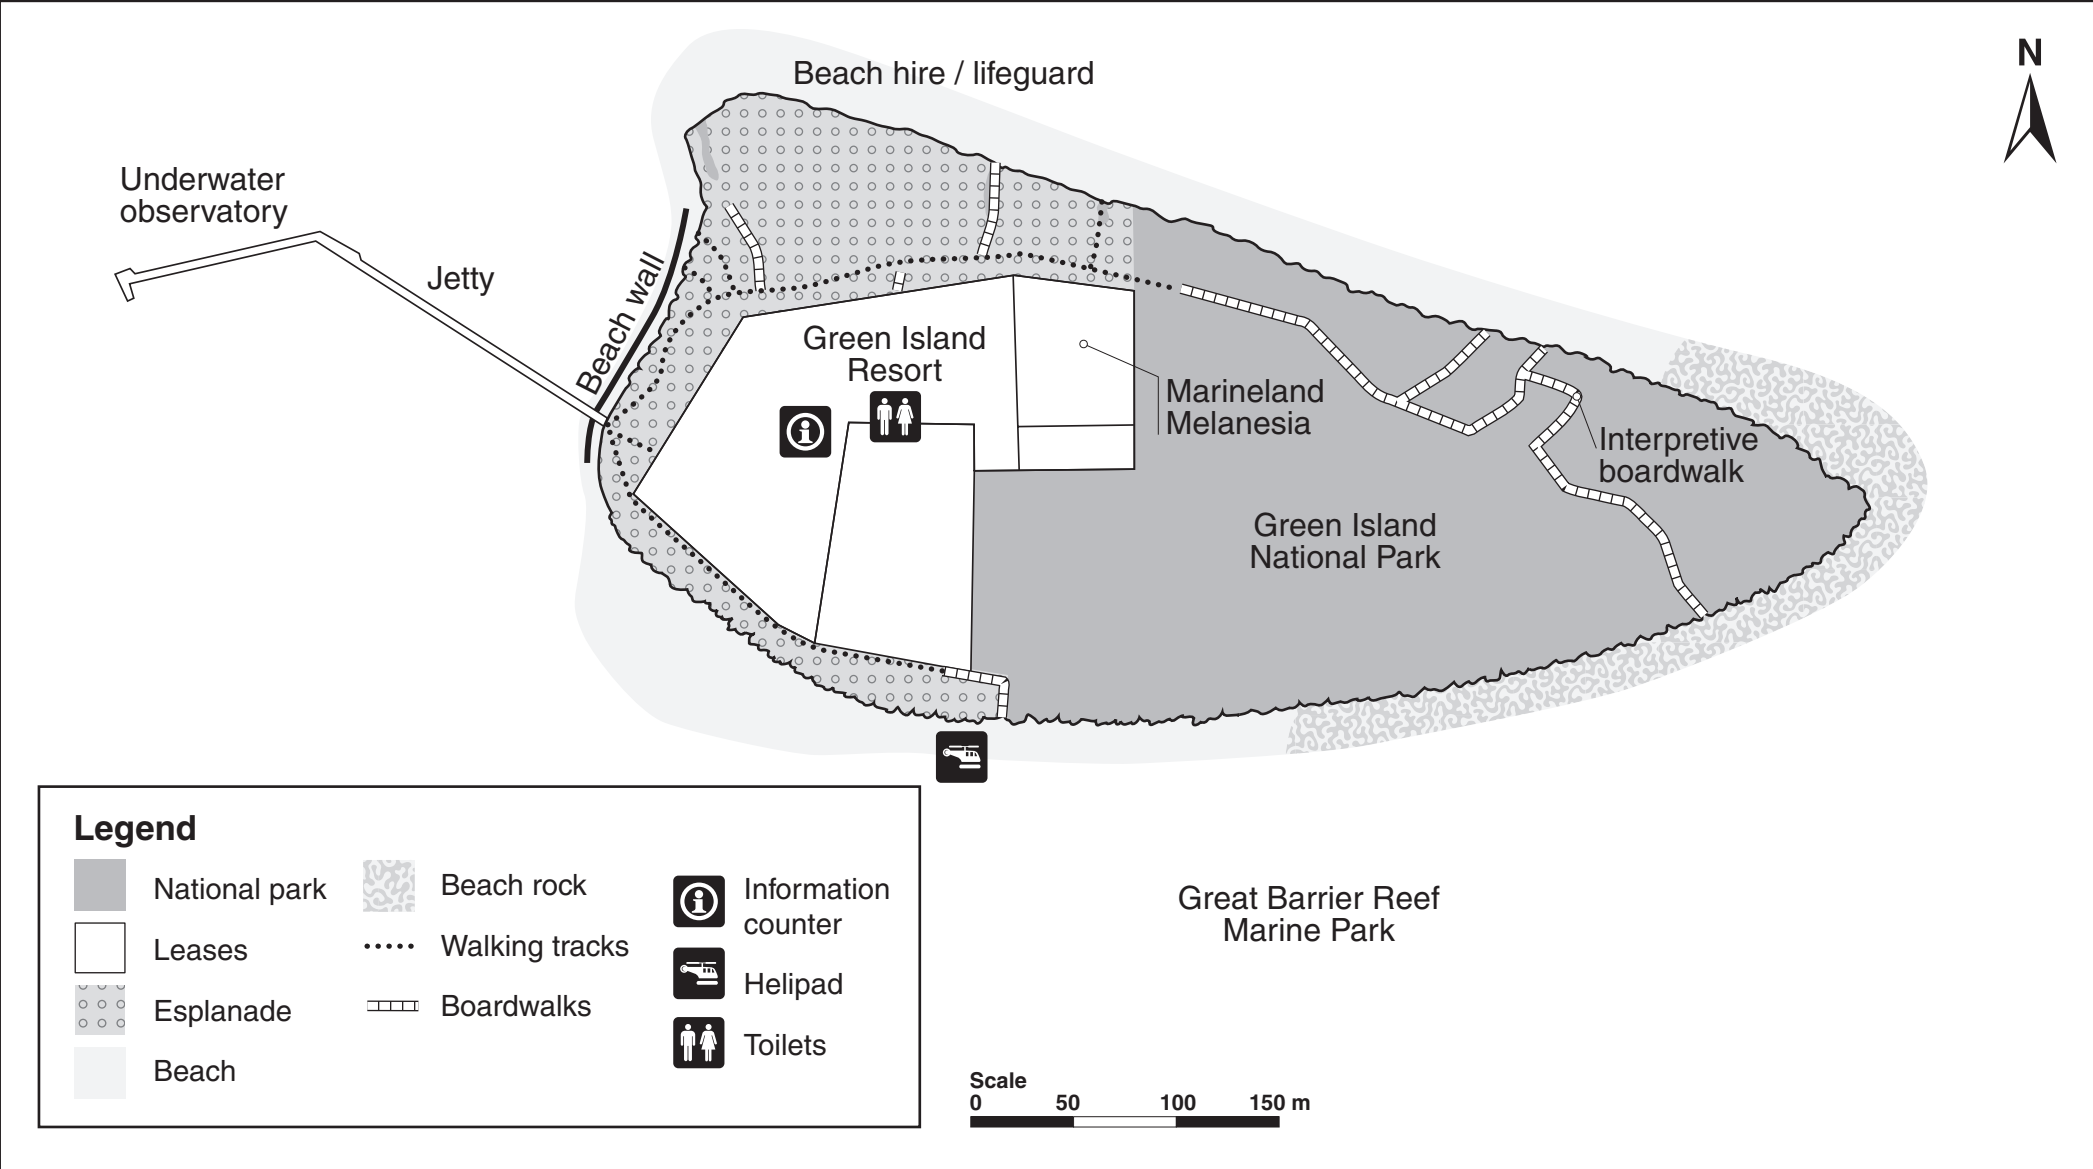 Beach hire / lifeguard
N
Underwater
observatory
Jetty
Beach wall
Green Island
Resort
Marineland
Melanesia
Interpretive
boardwalk
Green Island
National Park
Great Barrier Reef
Marine Park
Legend
National park
Leases
Esplanade
Beach
Beach rock
Walking tracks
Boardwalks
Information
counter
Helipad
Toilets
Scale
0 50 100 150 m